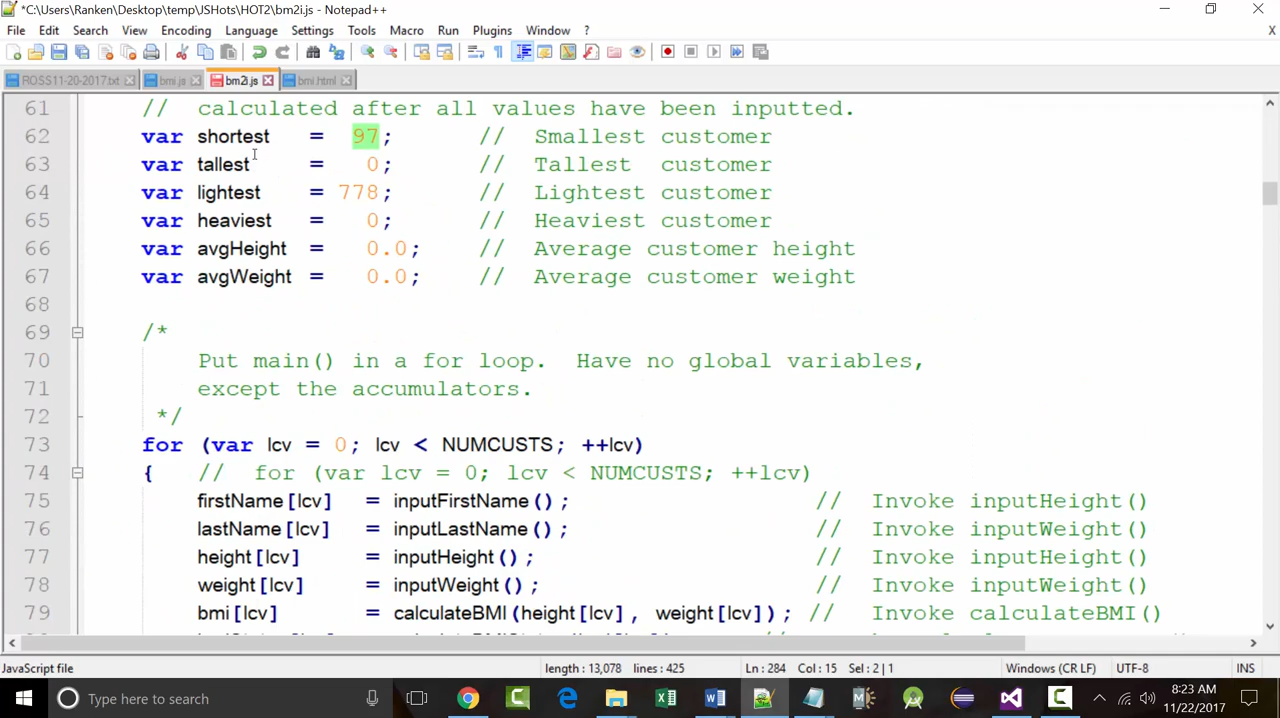 *C:\Users\Ranken\Desktop\temp\JSHots\HOT2\bm2i.js - Notepad++
File Edit Search View Encoding Language Settings Tools Macro Run Plugins Window ?
ROSS11-20-2017.txt bmi.js bm2i.js bmi.html
61 // calculated after all values have been inputted.
62 var shortest = 97; // Smallest customer
63 var tallest = 0; // Tallest customer
64 var lightest = 778; // Lightest customer
65 var heaviest = 0; // Heaviest customer
66 var avgHeight = 0.0; // Average customer height
67 var avgWeight = 0.0; // Average customer weight
68
69 /*
70 Put main() in a for loop. Have no global variables,
71 except the accumulators.
72 */
73 for (var lcv = 0; lcv < NUMCUSTS; ++lcv)
74 { // for (var lcv = 0; lcv < NUMCUSTS; ++lcv)
75 firstName[lcv] = inputFirstName(); // Invoke inputHeight()
76 lastName[lcv] = inputLastName(); // Invoke inputWeight()
77 height[lcv] = inputHeight(); // Invoke inputHeight()
78 weight[lcv] = inputWeight(); // Invoke inputWeight()
79 bmi[lcv] = calculateBMI(height[lcv], weight[lcv]); // Invoke calculateBMI()
JavaScript file length : 13,078 lines : 425 Ln : 284 Col : 15 Sel : 2 | 1 Windows (CR LF) UTF-8 INS
Type here to search
8:23 AM
11/22/2017